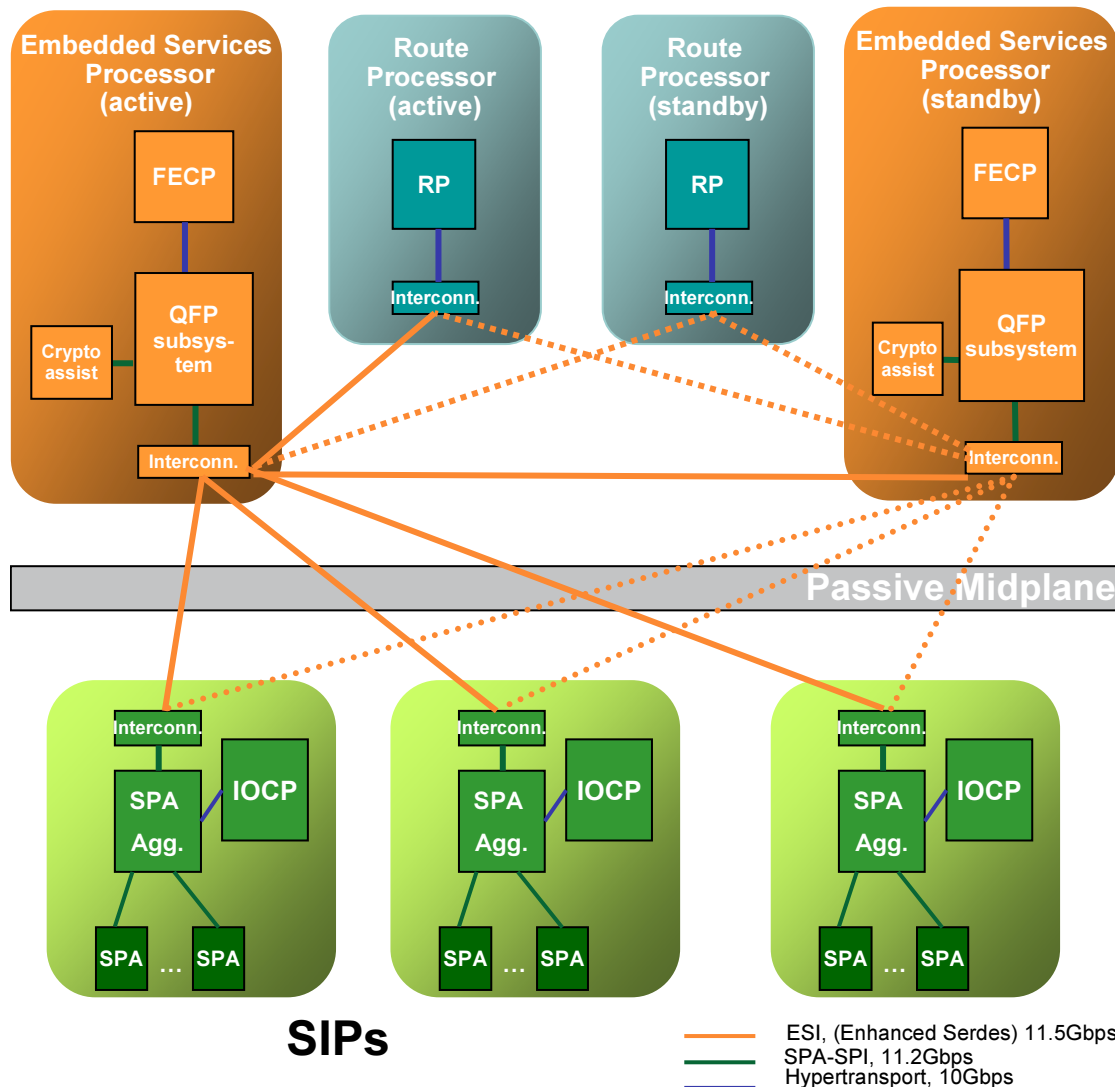 Embedded Services
Processor
(active)
FECP
QFP
subsys-
tem
Crypto
assist
Interconn.
Route
Processor
(active)
RP
Interconn.
Route
Processor
(standby)
RP
Interconn.
Embedded Services
Processor
(standby)
FECP
QFP
subsystem
Crypto
assist
Interconn.
Passive Midplane
Interconn.
SPA
Agg.
IOCP
SPA
...
SPA
Interconn.
SPA
Agg.
IOCP
SPA
...
SPA
Interconn.
SPA
Agg.
IOCP
SPA
...
SPA
SIPs
ESI, (Enhanced Serdes) 11.5Gbps
SPA-SPI, 11.2Gbps
Hypertransport, 10Gbps